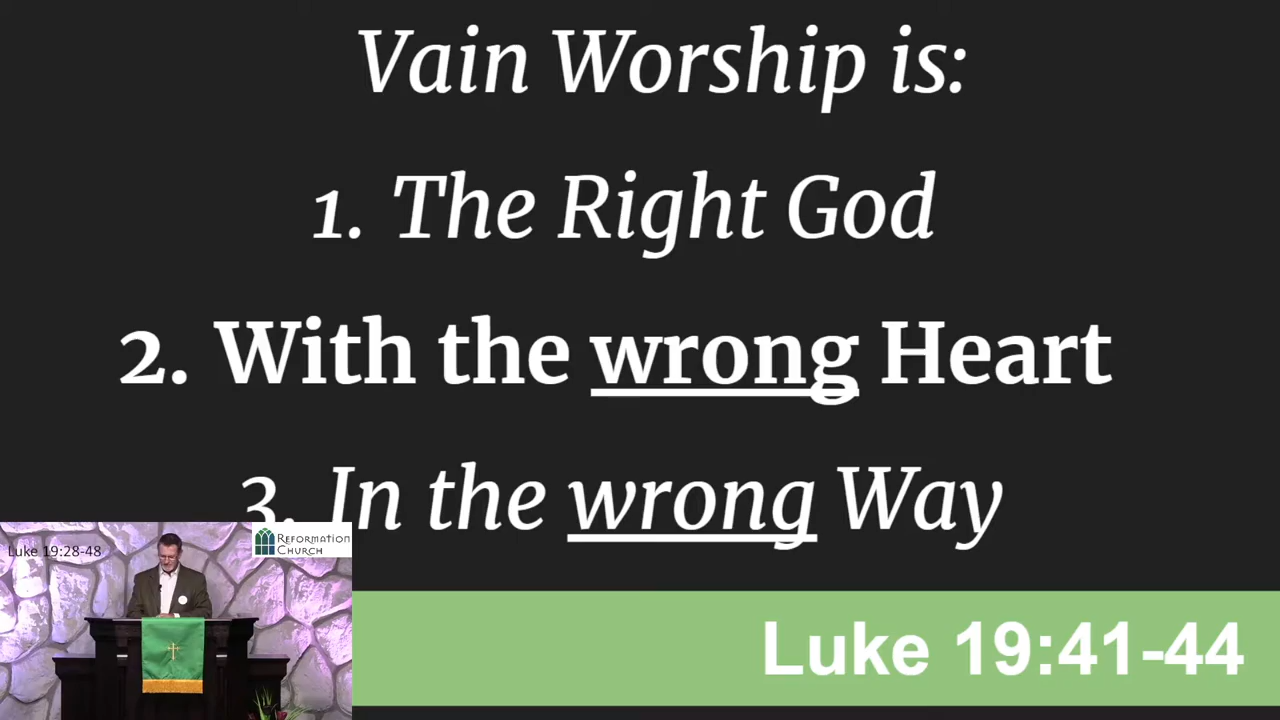 Vain Worship is:
1. The Right God
2. With the wrong Heart
3. In the wrong Way
Luke 19:28-48
Reformation
Church
Luke 19:41-44